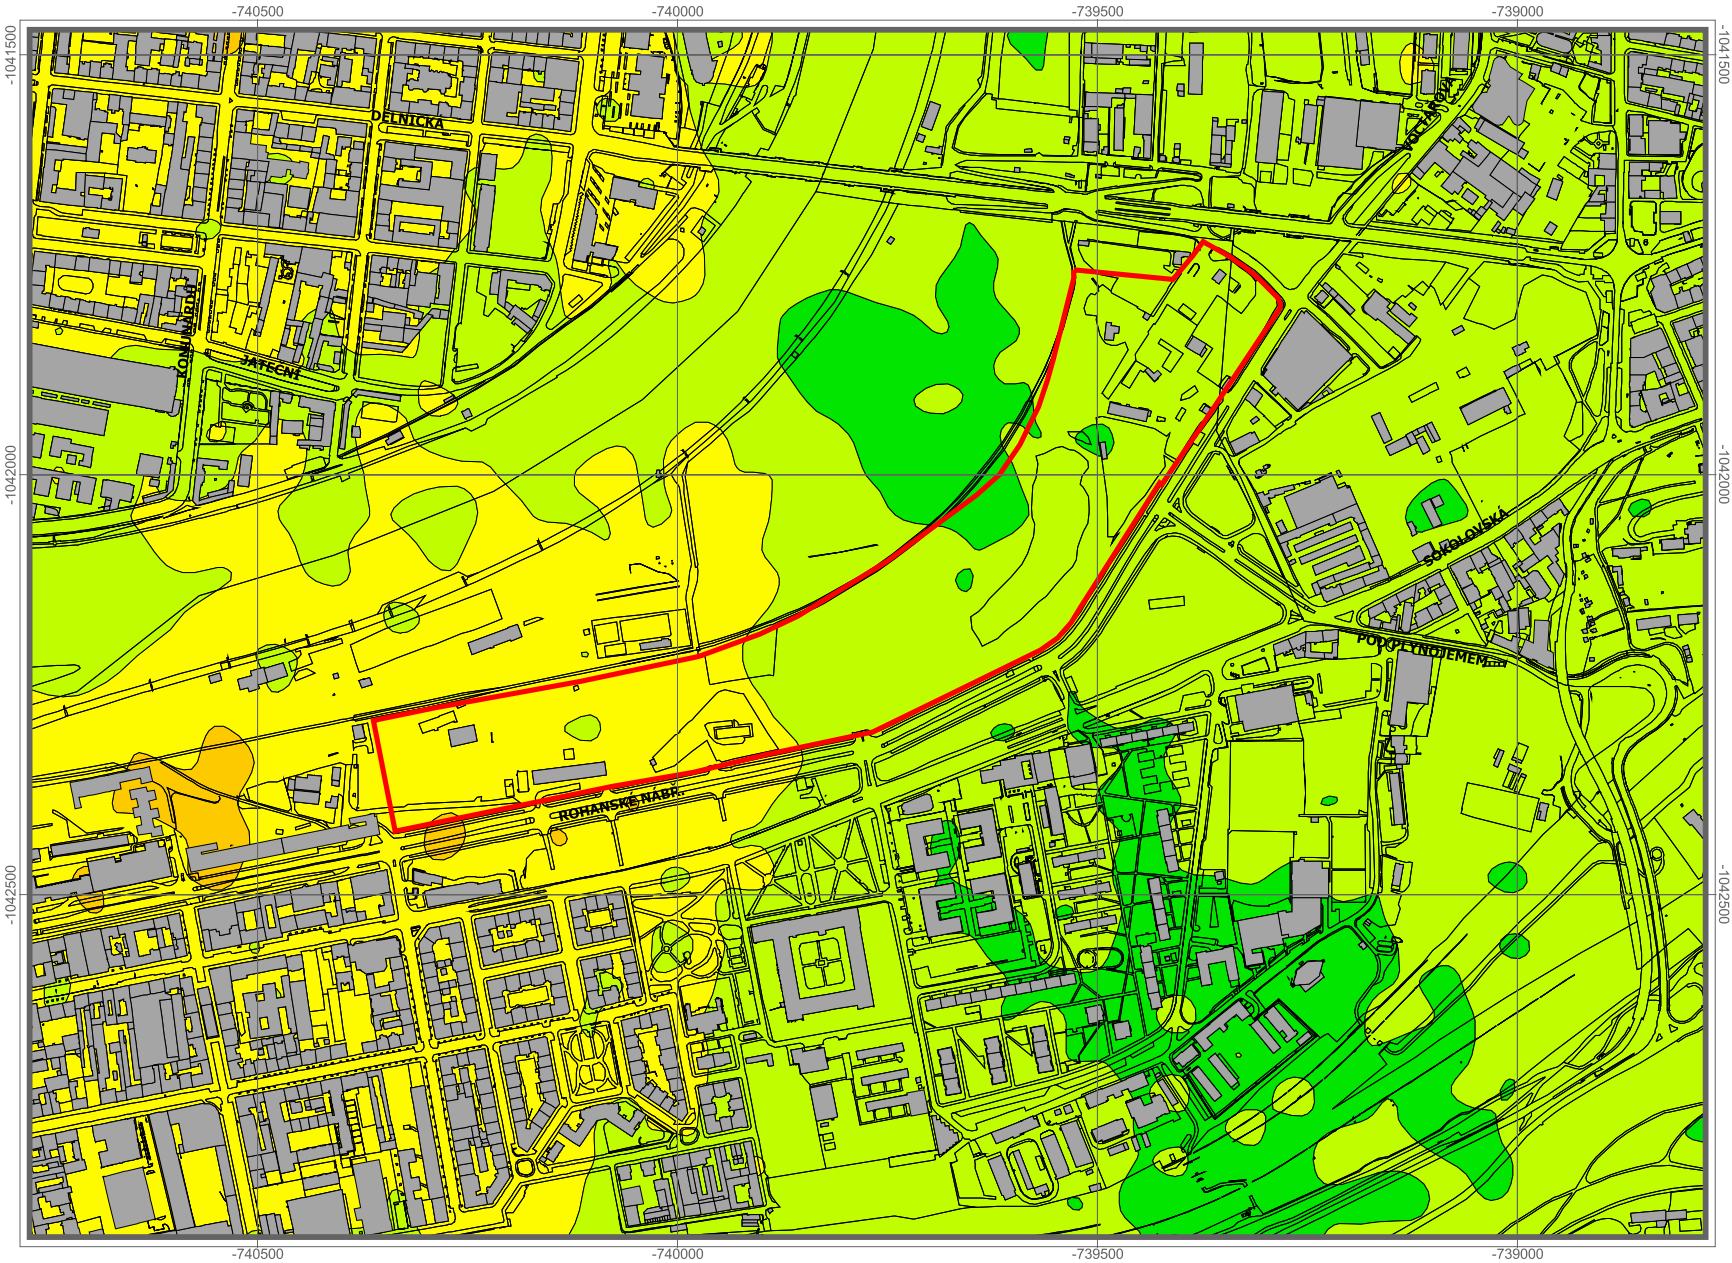 -740500
-740000
-739500
-739000
-1041500
-1041500
DĚLNICKÁ
VOCTÁŘOVA
KOMUNARDŮ
JATEČNÍ
-1042000
-1042000
SOKOLOVSKÁ
POD PLYNOJEMEM
ROHANSKÉ NÁBŘ.
-1042500
-1042500
-740500
-740000
-739500
-739000